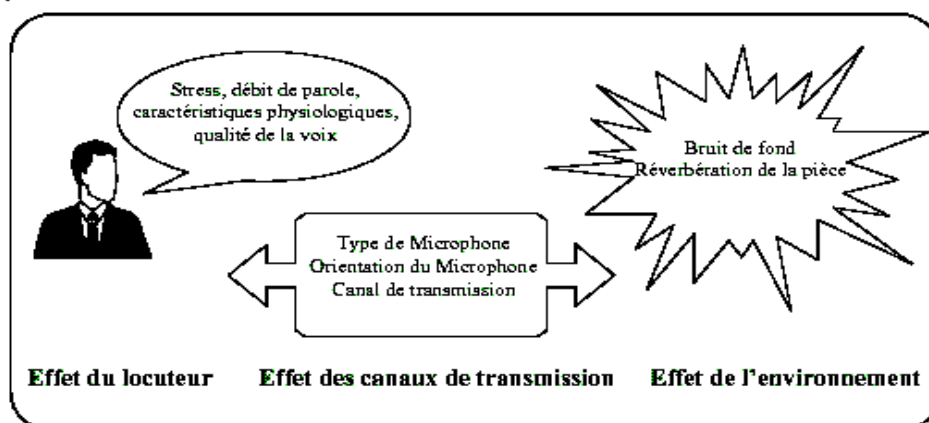 Stress, débit de parole,
caractéristiques physiologiques,
qualité de la voix
Bruit de fond
Réverbération de la pièce
Type de Microphone
Orientation du Microphone
Canal de transmission
Effet du locuteur
Effet des canaux de transmission
Effet de l'environnement